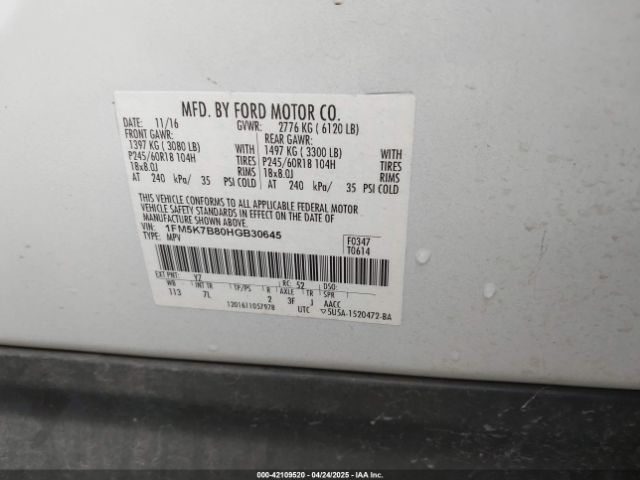 MFD. BY FORD MOTOR CO.
DATE: 11/16 GVWR: 2776 KG ( 6120 LB)
FRONT GAWR: REAR GAWR:
1397 KG ( 3080 LB) WITH 1497 KG ( 3300 LB) WITH
P245/60R18 104H TIRES P245/60R18 104H TIRES
18x8.0J RIMS 18x8.0J RIMS
AT 240 kPa/ 35 PSI COLD AT 240 kPa/ 35 PSI COLD
THIS VEHICLE CONFORMS TO ALL APPLICABLE FEDERAL MOTOR
VEHICLE SAFETY STANDARDS IN EFFECT ON THE DATE OF
MANUFACTURE SHOWN ABOVE.
VIN: 1FM5K7B80HGB30645
TYPE: MPV
F0347
T0614
EXT PNT: YZ RC: 52 DSO:
WB INT TR TP/PS R AXLE TR SPR
113 7L 2 3F J AACC
1201611057978 UTC ▽5U5A-1520472-BA
000-42109520 - 04/24/2025 - IAA Inc.